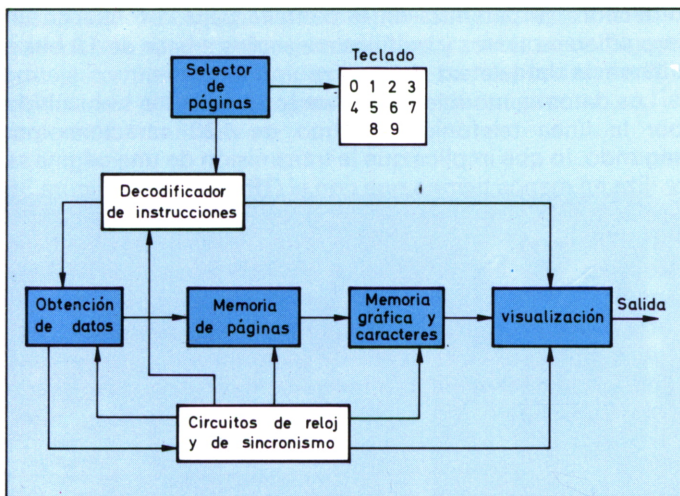 Selector
de
páginas
Teclado
0 1 2 3
4 5 6 7
8 9
Decodificador
de instrucciones
Obtención
de datos
Memoria
de páginas
Memoria
gráfica y
caracteres
visualización
Salida
Circuitos de reloj
y de sincronismo